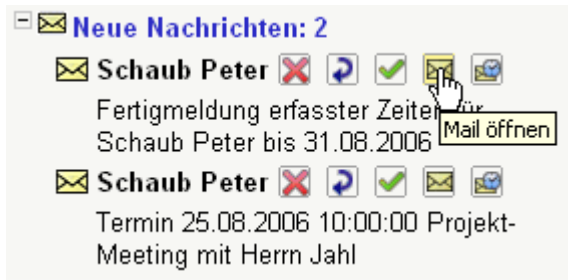 Neue Nachrichten: 2
Schaub Peter
Fertigmeldung erfasster Zeiten für
Schaub Peter bis 31.08.2006
Mail öffnen
Schaub Peter
Termin 25.08.2006 10:00:00 Projekt-
Meeting mit Herrn Jahl